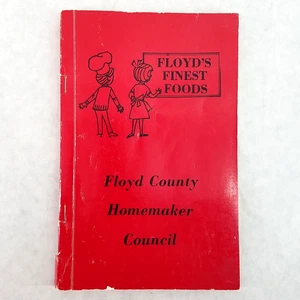 FLOYD'S
FINEST
FOODS
Floyd County
Homemaker
Council